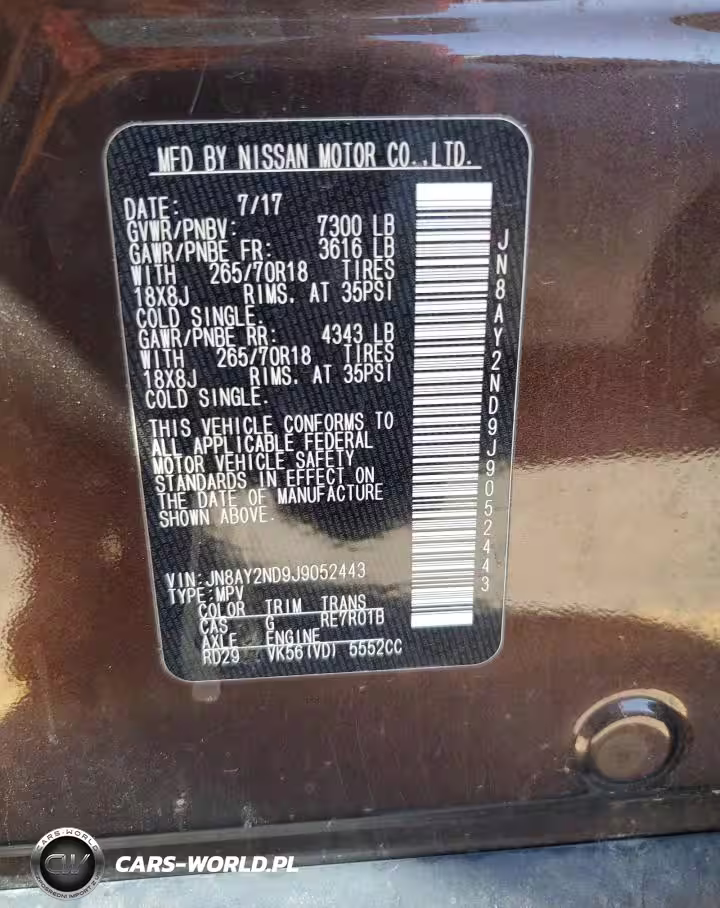 MFD BY NISSAN MOTOR CO.,LTD.
DATE: 7/17
GVWR/PNBV: 7300 LB
GAWR/PNBE FR: 3616 LB
WITH 265/70R18 TIRES
18X8J RIMS. AT 35PSI
COLD SINGLE.
GAWR/PNBE RR: 4343 LB
WITH 265/70R18 TIRES
18X8J RIMS. AT 35PSI
COLD SINGLE.
THIS VEHICLE CONFORMS TO
ALL APPLICABLE FEDERAL
MOTOR VEHICLE SAFETY
STANDARDS IN EFFECT ON
THE DATE OF MANUFACTURE
SHOWN ABOVE.
VIN:JN8AY2ND9J9052443
TYPE:MPV
COLOR TRIM TRANS
CAS G RE7R01B
AXLE ENGINE
RD29 VK56(VD) 5552CC
JN8AY2ND9J9052443
CARS-WORLD
CW
CARS-WORLD.PL